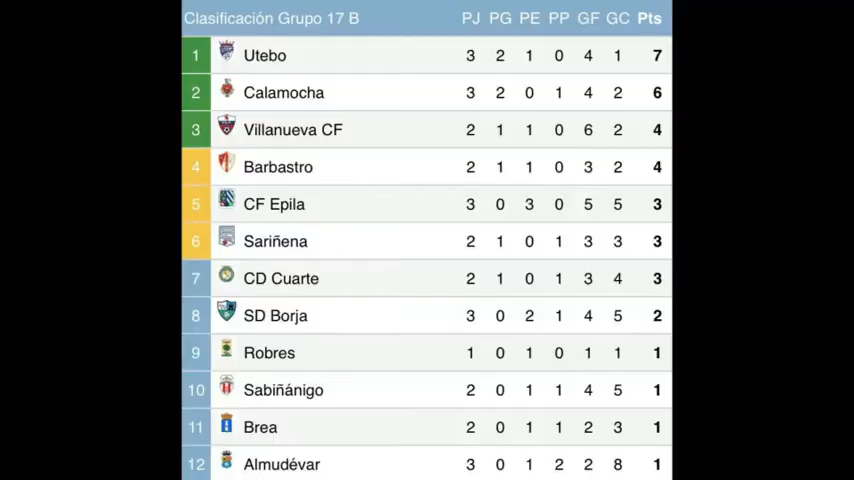 Clasificación Grupo 17 B PJ PG PE PP GF GC Pts
1 Utebo 3 2 1 0 4 1 7
2 Calamocha 3 2 0 1 4 2 6
3 Villanueva CF 2 1 1 0 6 2 4
4 Barbastro 2 1 1 0 3 2 4
5 CF Epila 3 0 3 0 5 5 3
6 Sariñena 2 1 0 1 3 3 3
7 CD Cuarte 2 1 0 1 3 4 3
8 SD Borja 3 0 2 1 4 5 2
9 Robres 1 0 1 0 1 1 1
10 Sabiñánigo 2 0 1 1 4 5 1
11 Brea 2 0 1 1 2 3 1
12 Almudévar 3 0 1 2 2 8 1